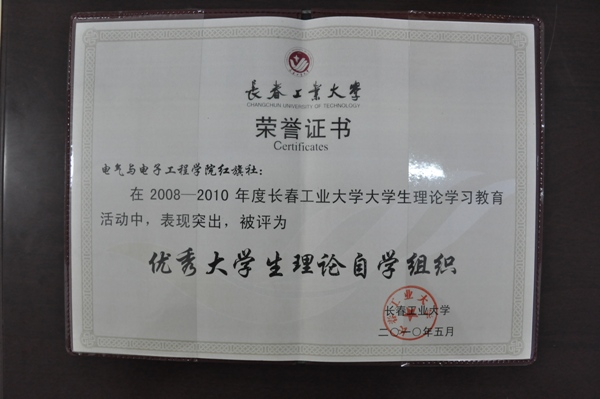 长春工业大学
CHANGCHUN UNIVERSITY OF TECHNOLOGY
荣誉证书
Certificates
电气与电子工程学院红旗社:
在 2008—2010 年度长春工业大学大学生理论学习教育
活动中，表现突出，被评为
优秀大学生理论自学组织
长春工业大学
二〇一〇年五月